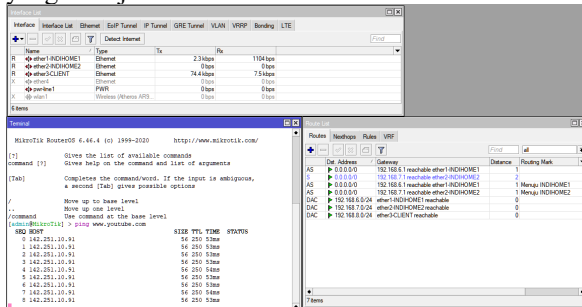 Interface List
Interface Interface List Ethernet EoIP Tunnel IP Tunnel GRE Tunnel VLAN VRRP Bonding LTE
Detect Internet Find
Name Type Tx Rx
R ether1-INDIHOME1 Ethernet 2.3 kbps 1104 bps
R ether2-INDIHOME2 Ethernet 0 bps 0 bps
R ether3-CLIENT Ethernet 74.4 kbps 7.5 kbps
X ether4 Ethernet 0 bps 0 bps
pwr-line1 PWR 0 bps 0 bps
X wlan1 Wireless (Atheros AR9... 0 bps 0 bps
6 items
Terminal
MikroTik RouterOS 6.46.4 (c) 1999-2020 http://www.mikrotik.com/
[?] Gives the list of available commands
command [?] Gives help on the command and list of arguments
[Tab] Completes the command/word. If the input is ambiguous,
a second [Tab] gives possible options
/ Move up to base level
.. Move up one level
/command Use command at the base level
[admin@MikroTik] > ping www.youtube.com
SEQ HOST SIZE TTL TIME STATUS
0 142.251.10.91 56 250 53ms
1 142.251.10.91 56 250 53ms
2 142.251.10.91 56 250 53ms
3 142.251.10.91 56 250 53ms
4 142.251.10.91 56 250 54ms
5 142.251.10.91 56 250 53ms
6 142.251.10.91 56 250 53ms
7 142.251.10.91 56 250 54ms
8 142.251.10.91 56 250 53ms
Route List
Routes Nexthops Rules VRF
Find all
Dst. Address Gateway Distance Routing Mark
AS 0.0.0.0/0 192.168.6.1 reachable ether1-INDIHOME1 1
S 0.0.0.0/0 192.168.7.1 reachable ether2-INDIHOME2 2
AS 0.0.0.0/0 192.168.6.1 reachable ether1-INDIHOME1 1 Menuju INDIHOME1
AS 0.0.0.0/0 192.168.7.1 reachable ether2-INDIHOME2 1 Menuju INDIHOME2
DAC 192.168.6.0/24 ether1-INDIHOME1 reachable 0
DAC 192.168.7.0/24 ether2-INDIHOME2 reachable 0
DAC 192.168.8.0/24 ether3-CLIENT reachable 0
7 items